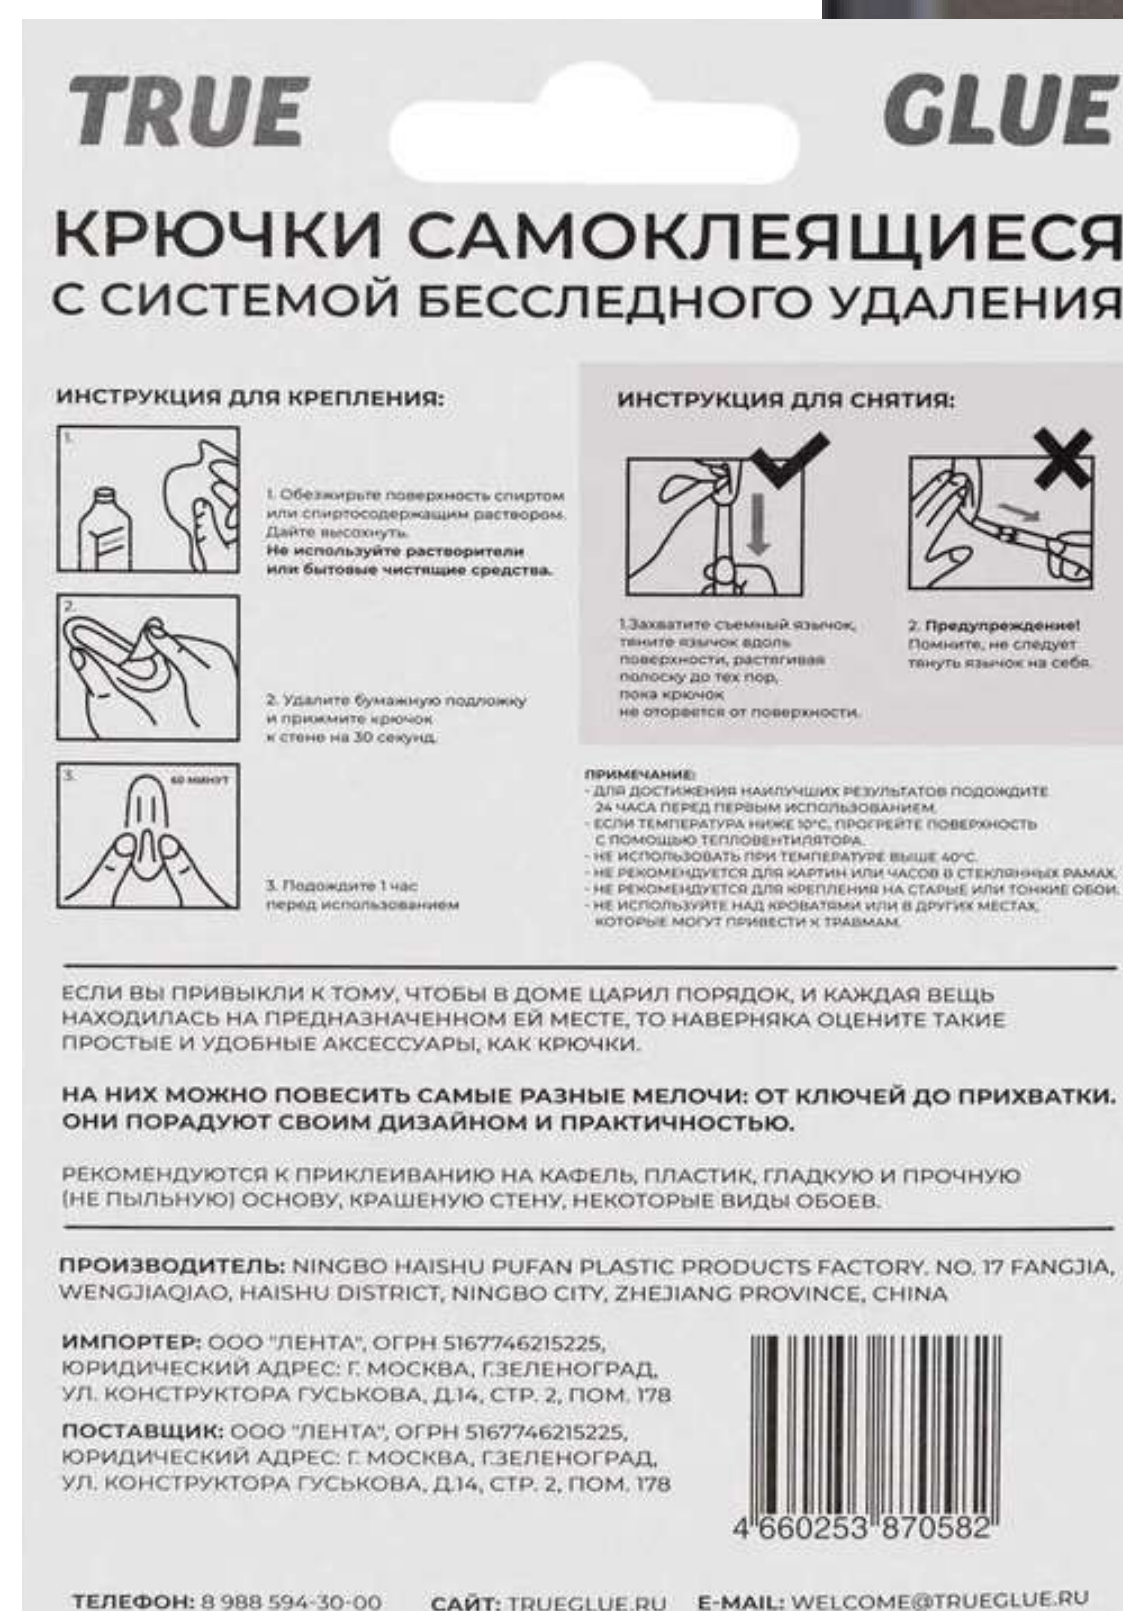 TRUE GLUE
КРЮЧКИ САМОКЛЕЯЩИЕСЯ
С СИСТЕМОЙ БЕССЛЕДНОГО УДАЛЕНИЯ
ИНСТРУКЦИЯ ДЛЯ КРЕПЛЕНИЯ:
1.
1. Обезжирьте поверхность спиртом
или спиртосодержащим раствором.
Дайте высохнуть.
Не используйте растворители
или бытовые чистящие средства.
2.
2. Удалите бумажную подложку
и прижмите крючок
к стене на 30 секунд.
3.
60 МИНУТ
3. Подождите 1 час
перед использованием
ИНСТРУКЦИЯ ДЛЯ СНЯТИЯ:
1.Захватите съемный язычок,
тяните язычок вдоль
поверхности, растягивая
полоску до тех пор,
пока крючок
не оторвется от поверхности.
2. Предупреждение!
Помните, не следует
тянуть язычок на себя.
ПРИМЕЧАНИЕ:
- ДЛЯ ДОСТИЖЕНИЯ НАИЛУЧШИХ РЕЗУЛЬТАТОВ ПОДОЖДИТЕ
24 ЧАСА ПЕРЕД ПЕРВЫМ ИСПОЛЬЗОВАНИЕМ.
- ЕСЛИ ТЕМПЕРАТУРА НИЖЕ 10°C, ПРОГРЕЙТЕ ПОВЕРХНОСТЬ
С ПОМОЩЬЮ ТЕПЛОВЕНТИЛЯТОРА.
- НЕ ИСПОЛЬЗОВАТЬ ПРИ ТЕМПЕРАТУРЕ ВЫШЕ 40°C.
- НЕ РЕКОМЕНДУЕТСЯ ДЛЯ КАРТИН ИЛИ ЧАСОВ В СТЕКЛЯННЫХ РАМАХ.
- НЕ РЕКОМЕНДУЕТСЯ ДЛЯ КРЕПЛЕНИЯ НА СТАРЫЕ ИЛИ ТОНКИЕ ОБОИ.
- НЕ ИСПОЛЬЗУЙТЕ НАД КРОВАТЯМИ ИЛИ В ДРУГИХ МЕСТАХ,
КОТОРЫЕ МОГУТ ПРИВЕСТИ К ТРАВМАМ.
ЕСЛИ ВЫ ПРИВЫКЛИ К ТОМУ, ЧТОБЫ В ДОМЕ ЦАРИЛ ПОРЯДОК, И КАЖДАЯ ВЕЩЬ
НАХОДИЛАСЬ НА ПРЕДНАЗНАЧЕННОМ ЕЙ МЕСТЕ, ТО НАВЕРНЯКА ОЦЕНИТЕ ТАКИЕ
ПРОСТЫЕ И УДОБНЫЕ АКСЕССУАРЫ, КАК КРЮЧКИ.
НА НИХ МОЖНО ПОВЕСИТЬ САМЫЕ РАЗНЫЕ МЕЛОЧИ: ОТ КЛЮЧЕЙ ДО ПРИХВАТКИ.
ОНИ ПОРАДУЮТ СВОИМ ДИЗАЙНОМ И ПРАКТИЧНОСТЬЮ.
РЕКОМЕНДУЮТСЯ К ПРИКЛЕИВАНИЮ НА КАФЕЛЬ, ПЛАСТИК, ГЛАДКУЮ И ПРОЧНУЮ
(НЕ ПЫЛЬНУЮ) ОСНОВУ, КРАШЕНУЮ СТЕНУ, НЕКОТОРЫЕ ВИДЫ ОБОЕВ.
ПРОИЗВОДИТЕЛЬ: NINGBO HAISHU PUFAN PLASTIC PRODUCTS FACTORY. NO. 17 FANGJIA,
WENGJIAQIAO, HAISHU DISTRICT, NINGBO CITY, ZHEJIANG PROVINCE, CHINA
ИМПОРТЕР: ООО "ЛЕНТА", ОГРН 5167746215225,
ЮРИДИЧЕСКИЙ АДРЕС: Г. МОСКВА, Г.ЗЕЛЕНОГРАД,
УЛ. КОНСТРУКТОРА ГУСЬКОВА, Д.14, СТР. 2, ПОМ. 178
ПОСТАВЩИК: ООО "ЛЕНТА", ОГРН 5167746215225,
ЮРИДИЧЕСКИЙ АДРЕС: Г. МОСКВА, Г.ЗЕЛЕНОГРАД,
УЛ. КОНСТРУКТОРА ГУСЬКОВА, Д.14, СТР. 2, ПОМ. 178
4 660253 870582
ТЕЛЕФОН: 8 988 594-30-00 САЙТ: TRUEGLUE.RU E-MAIL: WELCOME@TRUEGLUE.RU